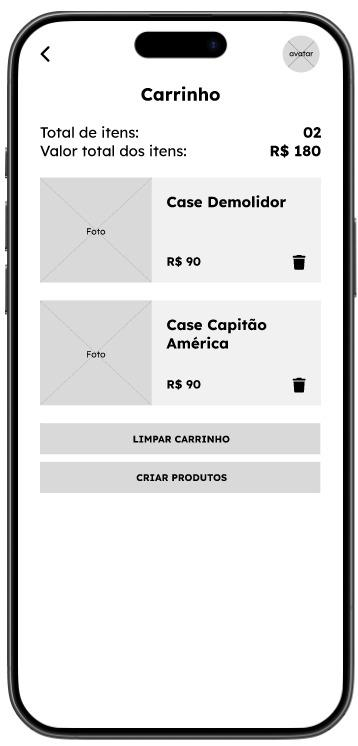 avatar
Carrinho
Total de itens: 02
Valor total dos itens: R$ 180
Foto
Case Demolidor
R$ 90
Foto
Case Capitão
América
R$ 90
LIMPAR CARRINHO
CRIAR PRODUTOS